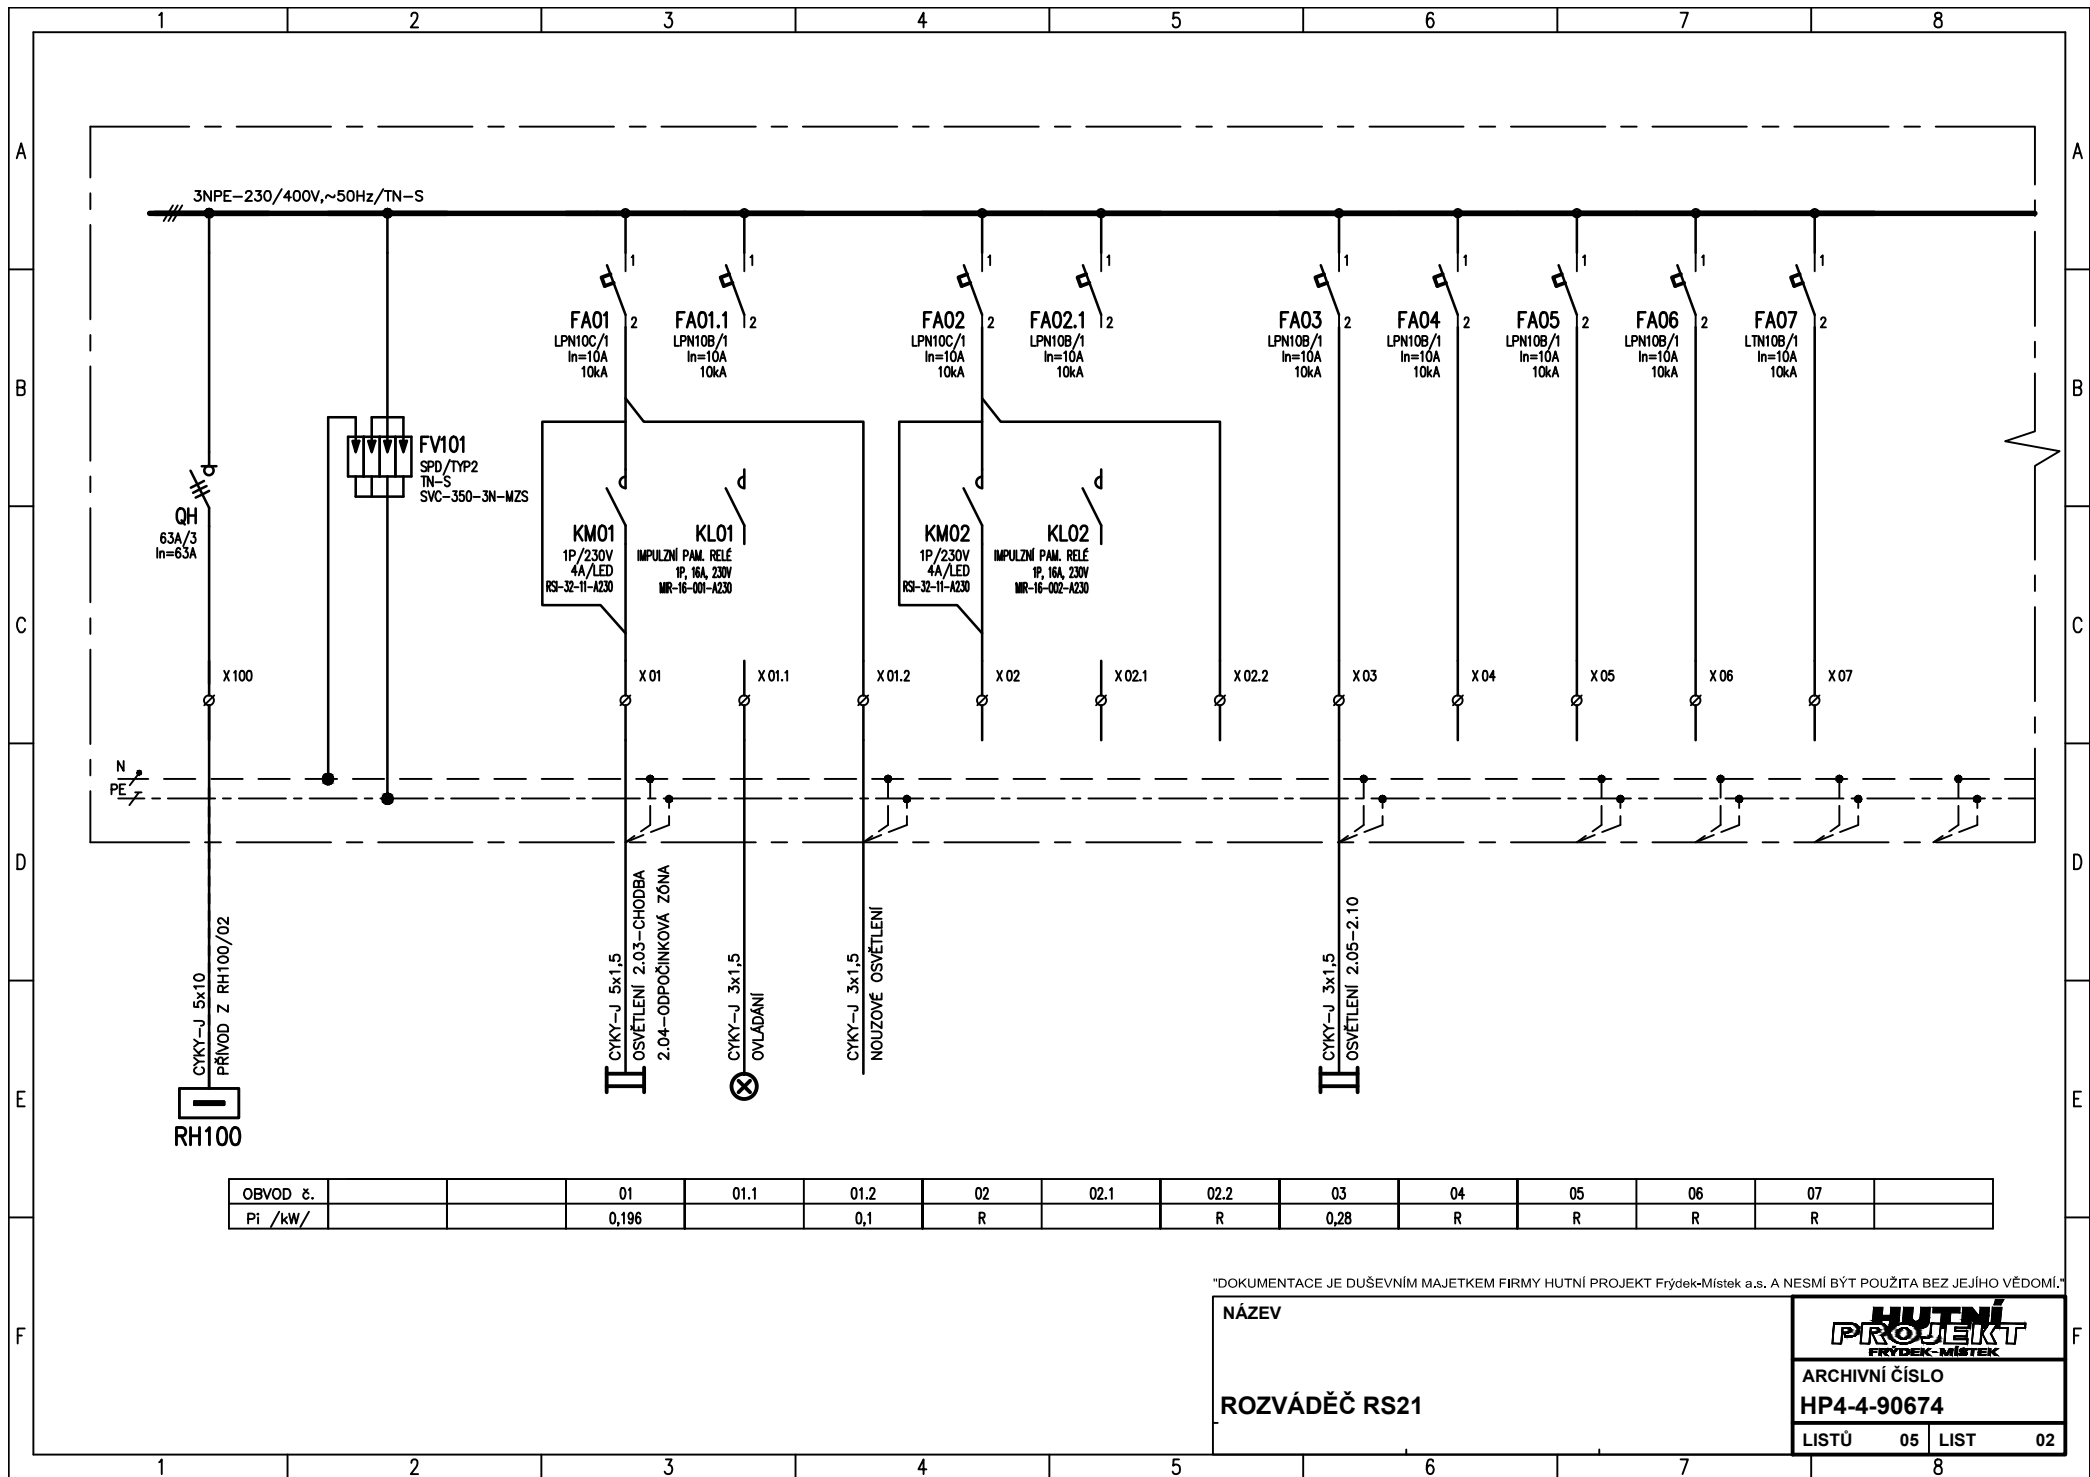 1 2 3 4 5 6 7 8
A A
3NPE-230/400V,~50Hz/TN-S
1 1 1 1 1 1 1 1 1
2 2 2 2 2 2 2 2 2
FA01
LPN10C/1
In=10A
10kA
FA01.1
LPN10B/1
In=10A
10kA
FA02
LPN10C/1
In=10A
10kA
FA02.1
LPN10B/1
In=10A
10kA
FA03
LPN10B/1
In=10A
10kA
FA04
LPN10B/1
In=10A
10kA
FA05
LPN10B/1
In=10A
10kA
FA06
LPN10B/1
In=10A
10kA
FA07
LTN10B/1
In=10A
10kA
B B
FV101
SPD/TYP2
TN-S
SVC-350-3N-MZS
QH
63A/3
In=63A
KM01
1P/230V
4A/LED
RSI-32-11-A230
KL01
IMPULZNÍ PAM. RELÉ
1P, 16A, 230V
MIR-16-001-A230
KM02
1P/230V
4A/LED
RSI-32-11-A230
KL02
IMPULZNÍ PAM. RELÉ
1P, 16A, 230V
MIR-16-002-A230
C C
X100 X01 X01.1 X01.2 X02 X02.1 X02.2 X03 X04 X05 X06 X07
N
PE
D D
CYKY-J 5x10
PŘÍVOD Z RH100/02
CYKY-J 5x1,5
OSVĚTLENÍ 2.03-CHODBA
2.04-ODPOČINKOVÁ ZÓNA
CYKY-J 3x1,5
OVLÁDÁNÍ
CYKY-J 3x1,5
NOUZOVÉ OSVĚTLENÍ
CYKY-J 3x1,5
OSVĚTLENÍ 2.05-2.10
E E
RH100
OBVOD č. 01 01.1 01.2 02 02.1 02.2 03 04 05 06 07
Pi /kW/ 0,196 0,1 R R 0,28 R R R R
"DOKUMENTACE JE DUŠEVNÍM MAJETKEM FIRMY HUTNÍ PROJEKT Frýdek-Místek a.s. A NESMÍ BÝT POUŽITA BEZ JEJÍHO VĚDOMÍ."
NÁZEV
ROZVÁDĚČ RS21
HUTNÍ
PROJEKT
FRÝDEK-MÍSTEK
F F
ARCHIVNÍ ČÍSLO
HP4-4-90674
LISTŮ 05 LIST 02
1 2 3 4 5 6 7 8